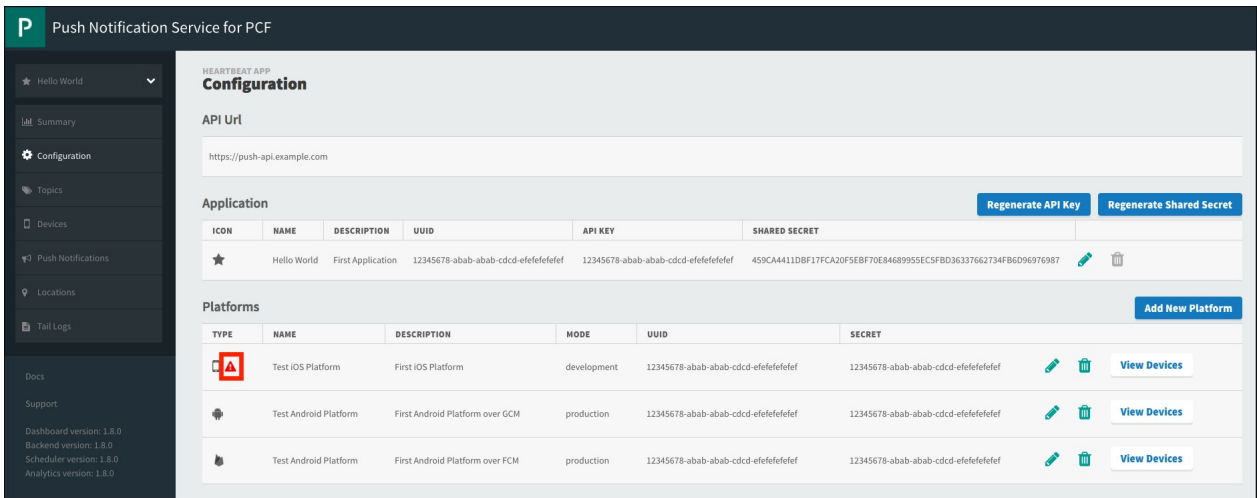 P
Push Notification Service for PCF
Hello World
Summary
Configuration
Topics
Devices
Push Notifications
Locations
Tail Logs
Docs
Support
Dashboard version: 1.8.0
Backend version: 1.8.0
Scheduler version: 1.8.0
Analytics version: 1.8.0
HEARTBEAT APP
Configuration
API Url
https://push-api.example.com
Application
Regenerate API Key
Regenerate Shared Secret
ICON NAME DESCRIPTION UUID API KEY SHARED SECRET
Hello World First Application 12345678-abab-abab-cdcd-efefefefefef 12345678-abab-abab-cdcd-efefefefefef 459CA4411DBF17FCA20F5EBF70E84689955EC5FBD36337662734FB6D96976987
Platforms
Add New Platform
TYPE NAME DESCRIPTION MODE UUID SECRET
Test iOS Platform First iOS Platform development 12345678-abab-abab-cdcd-efefefefefef 12345678-abab-abab-cdcd-efefefefefef View Devices
Test Android Platform First Android Platform over GCM production 12345678-abab-abab-cdcd-efefefefefef 12345678-abab-abab-cdcd-efefefefefef View Devices
Test Android Platform First Android Platform over FCM production 12345678-abab-abab-cdcd-efefefefefef 12345678-abab-abab-cdcd-efefefefefef View Devices